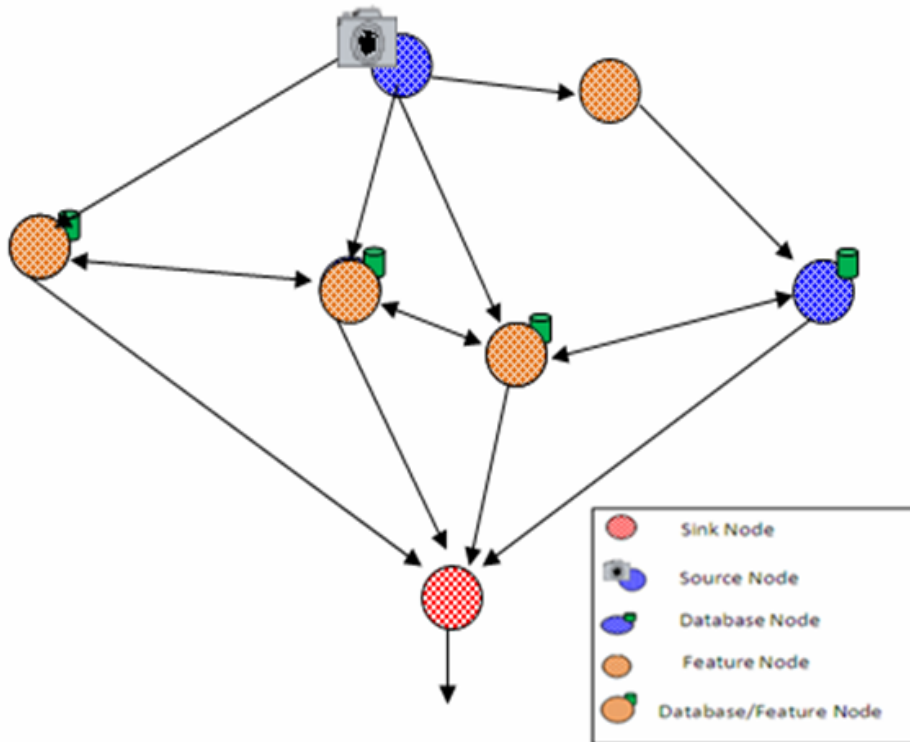 Sink Node
Source Node
Database Node
Feature Node
Database/Feature Node